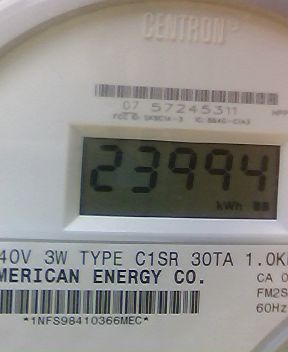 CENTRON
07 57245311
23994
kWh
40V 3W TYPE C1SR 30TA 1.0K
MERICAN ENERGY CO.
CA 0
FM2S
60Hz
*1NFS98410366MEC*